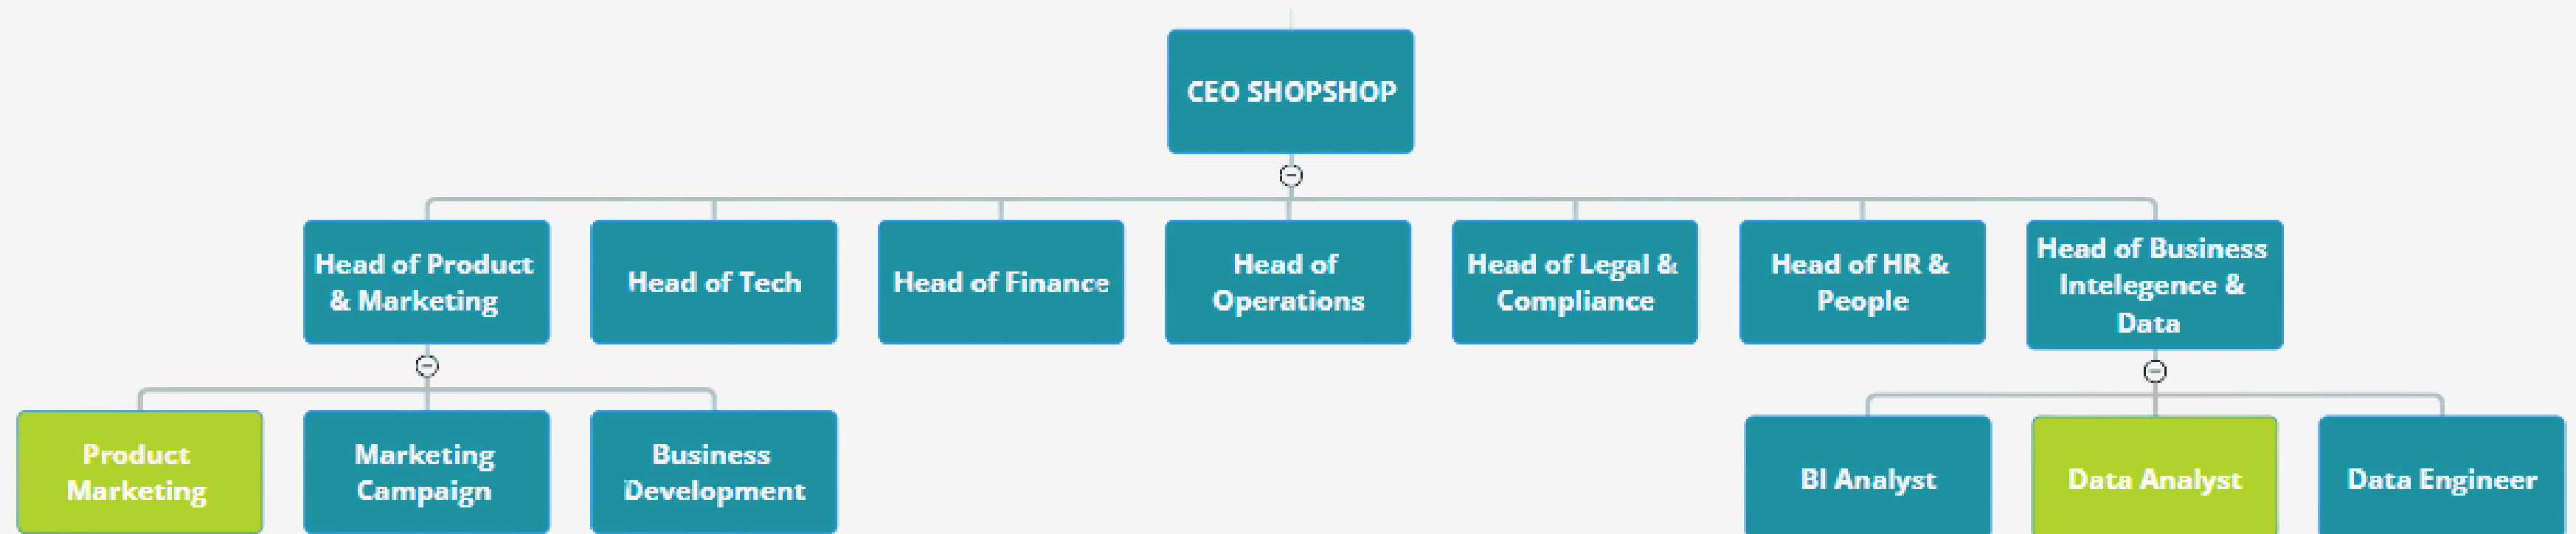 CEO SHOPSHOP
Head of Product
& Marketing
Head of Tech
Head of Finance
Head of
Operations
Head of Legal &
Compliance
Head of HR &
People
Head of Business
Intelegence &
Data
Product
Marketing
Marketing
Campaign
Business
Development
BI Analyst
Data Analyst
Data Engineer